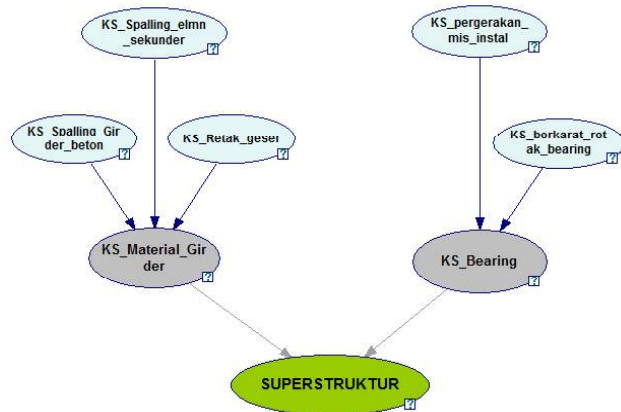 KS_Spalling_elmn
_sekunder
KS_pergerakan_
mis_instal
KS_Spalling_Gir
der_beton
KS_Retak_geser
KS_borkarat_rot
ak_bearing
KS_Material_Gir
der
KS_Bearing
SUPERSTRUKTUR
?
?
?
?
?
?
?
?